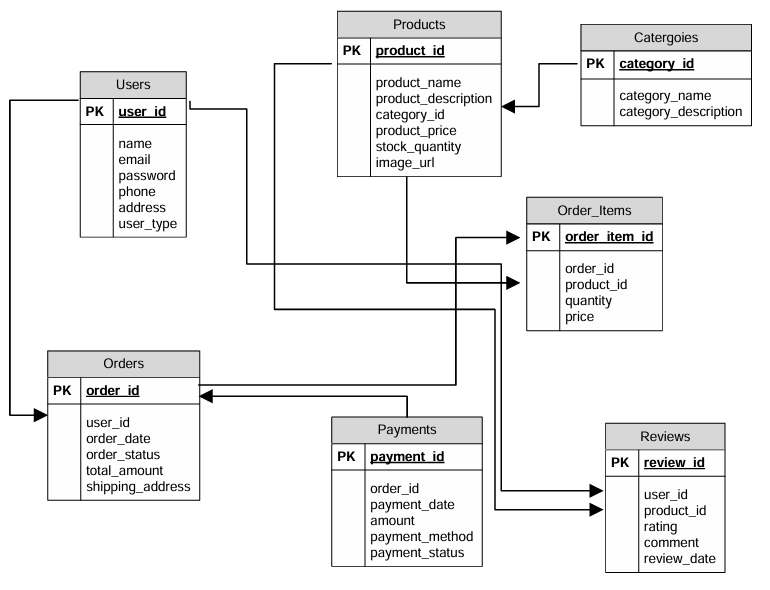 Products
PK product_id
product_name
product_description
category_id
product_price
stock_quantity
image_url
Catergoies
PK category_id
category_name
category_description
Users
PK user_id
name
email
password
phone
address
user_type
Order_Items
PK order_item_id
order_id
product_id
quantity
price
Orders
PK order_id
user_id
order_date
order_status
total_amount
shipping_address
Payments
PK payment_id
order_id
payment_date
amount
payment_method
payment_status
Reviews
PK review_id
user_id
product_id
rating
comment
review_date